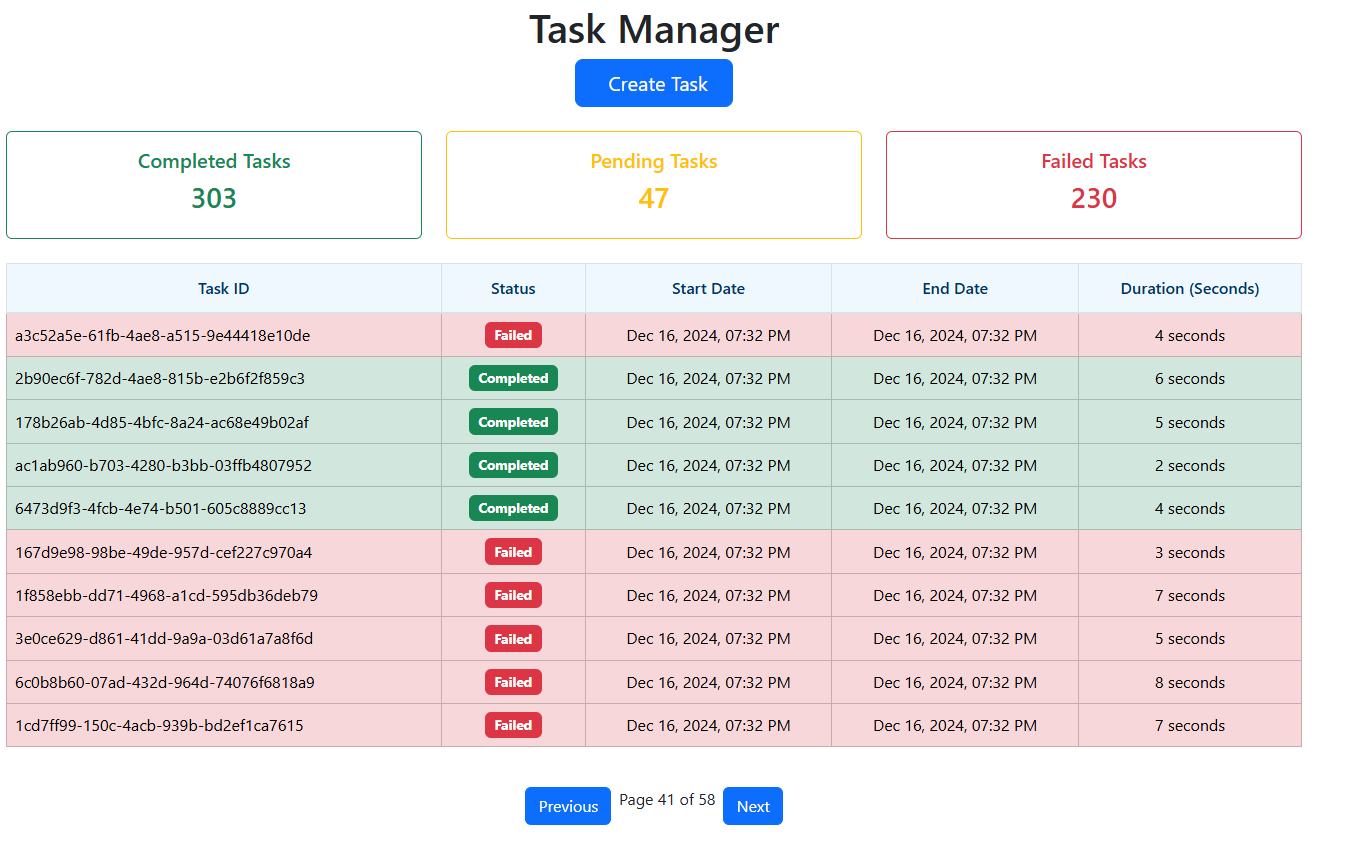 Task Manager
Create Task
Completed Tasks
303
Pending Tasks
47
Failed Tasks
230
Task ID Status Start Date End Date Duration (Seconds)
a3c52a5e-61fb-4ae8-a515-9e44418e10de Failed Dec 16, 2024, 07:32 PM Dec 16, 2024, 07:32 PM 4 seconds
2b90ec6f-782d-4ae8-815b-e2b6f2f859c3 Completed Dec 16, 2024, 07:32 PM Dec 16, 2024, 07:32 PM 6 seconds
178b26ab-4d85-4bfc-8a24-ac68e49b02af Completed Dec 16, 2024, 07:32 PM Dec 16, 2024, 07:32 PM 5 seconds
ac1ab960-b703-4280-b3bb-03ffb4807952 Completed Dec 16, 2024, 07:32 PM Dec 16, 2024, 07:32 PM 2 seconds
6473d9f3-4fcb-4e74-b501-605c8889cc13 Completed Dec 16, 2024, 07:32 PM Dec 16, 2024, 07:32 PM 4 seconds
167d9e98-98be-49de-957d-cef227c970a4 Failed Dec 16, 2024, 07:32 PM Dec 16, 2024, 07:32 PM 3 seconds
1f858ebb-dd71-4968-a1cd-595db36deb79 Failed Dec 16, 2024, 07:32 PM Dec 16, 2024, 07:32 PM 7 seconds
3e0ce629-d861-41dd-9a9a-03d61a7a8f6d Failed Dec 16, 2024, 07:32 PM Dec 16, 2024, 07:32 PM 5 seconds
6c0b8b60-07ad-432d-964d-74076f6818a9 Failed Dec 16, 2024, 07:32 PM Dec 16, 2024, 07:32 PM 8 seconds
1cd7ff99-150c-4acb-939b-bd2ef1ca7615 Failed Dec 16, 2024, 07:32 PM Dec 16, 2024, 07:32 PM 7 seconds
Previous Page 41 of 58 Next